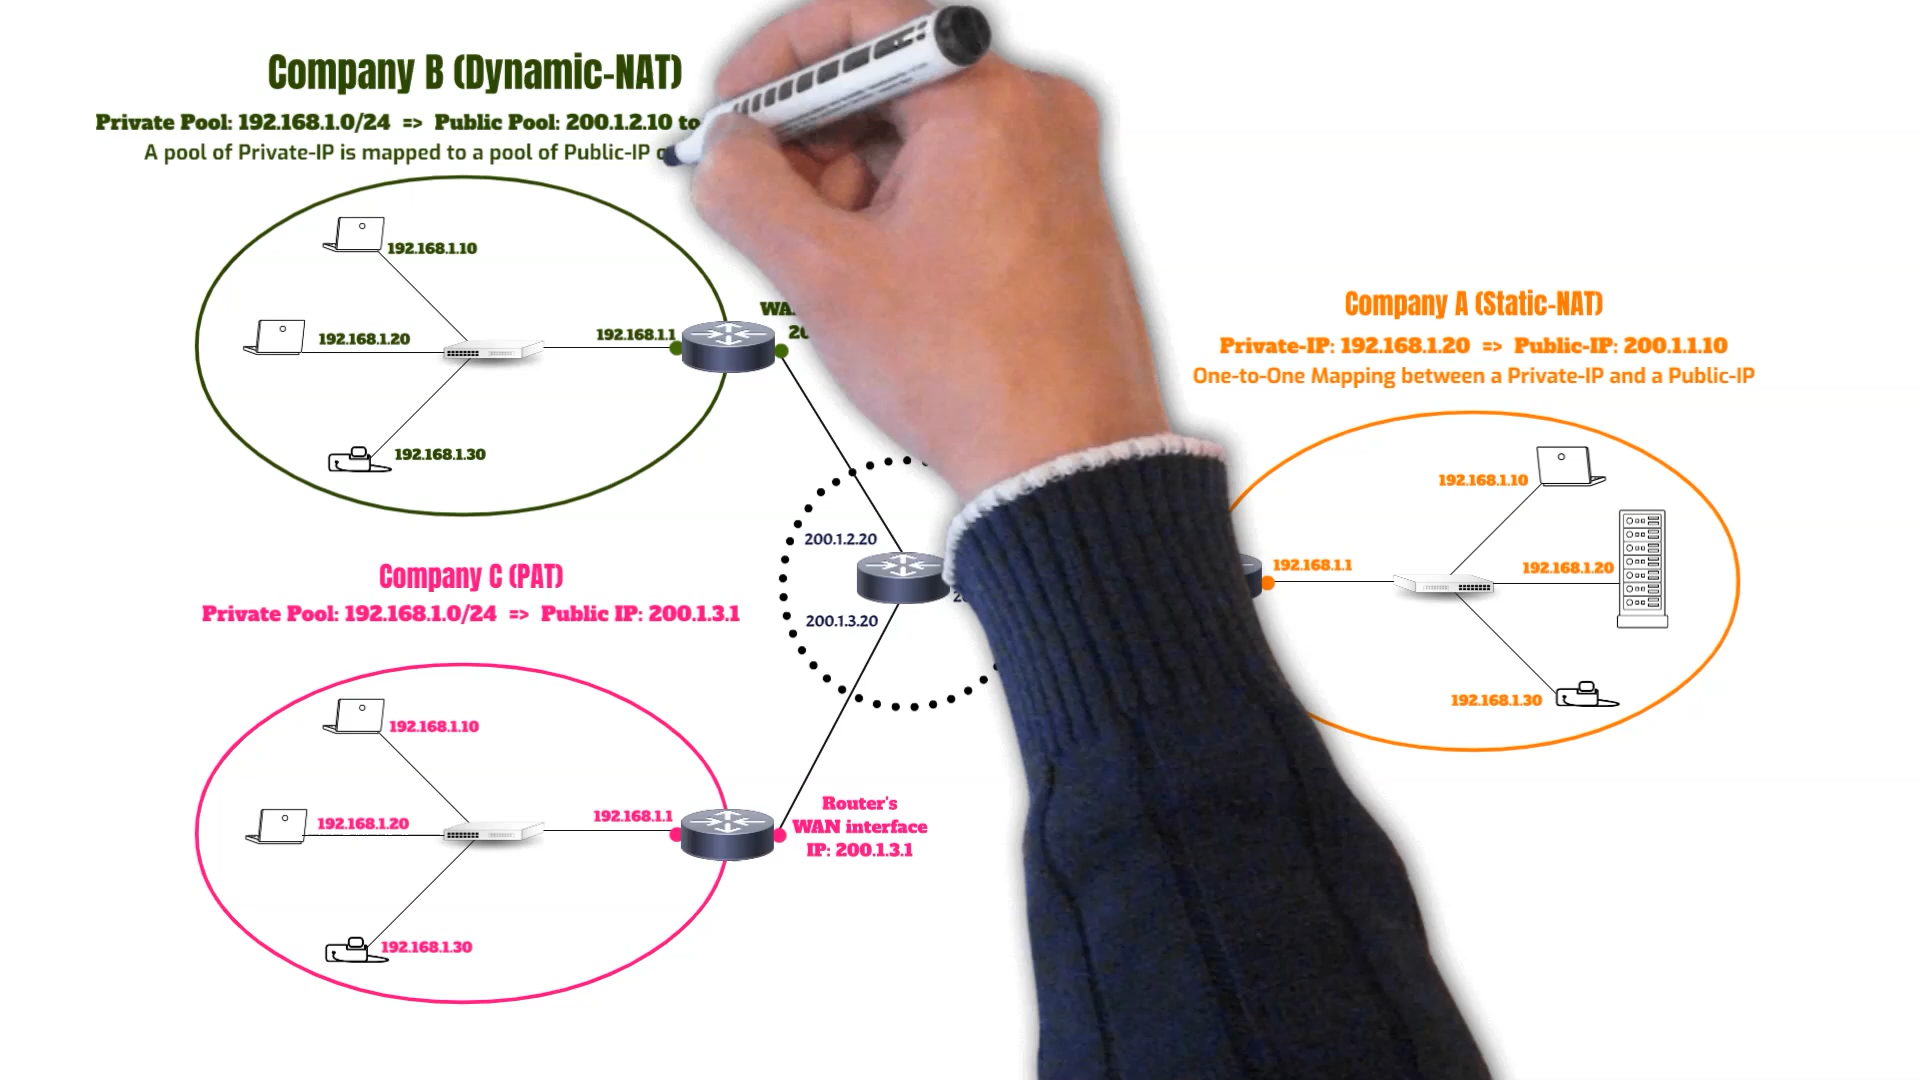 Company B (Dynamic-NAT)
Private Pool: 192.168.1.0/24 => Public Pool: 200.1.2.10 to
A pool of Private-IP is mapped to a pool of Public-IP
192.168.1.10
192.168.1.20
192.168.1.1
192.168.1.30
Company C (PAT)
Private Pool: 192.168.1.0/24 => Public IP: 200.1.3.1
192.168.1.10
192.168.1.20
192.168.1.1
192.168.1.30
Router's
WAN interface
IP: 200.1.3.1
200.1.2.20
200.1.3.20
Company A (Static-NAT)
Private-IP: 192.168.1.20 => Public-IP: 200.1.1.10
One-to-One Mapping between a Private-IP and a Public-IP
192.168.1.10
192.168.1.1
192.168.1.20
192.168.1.30